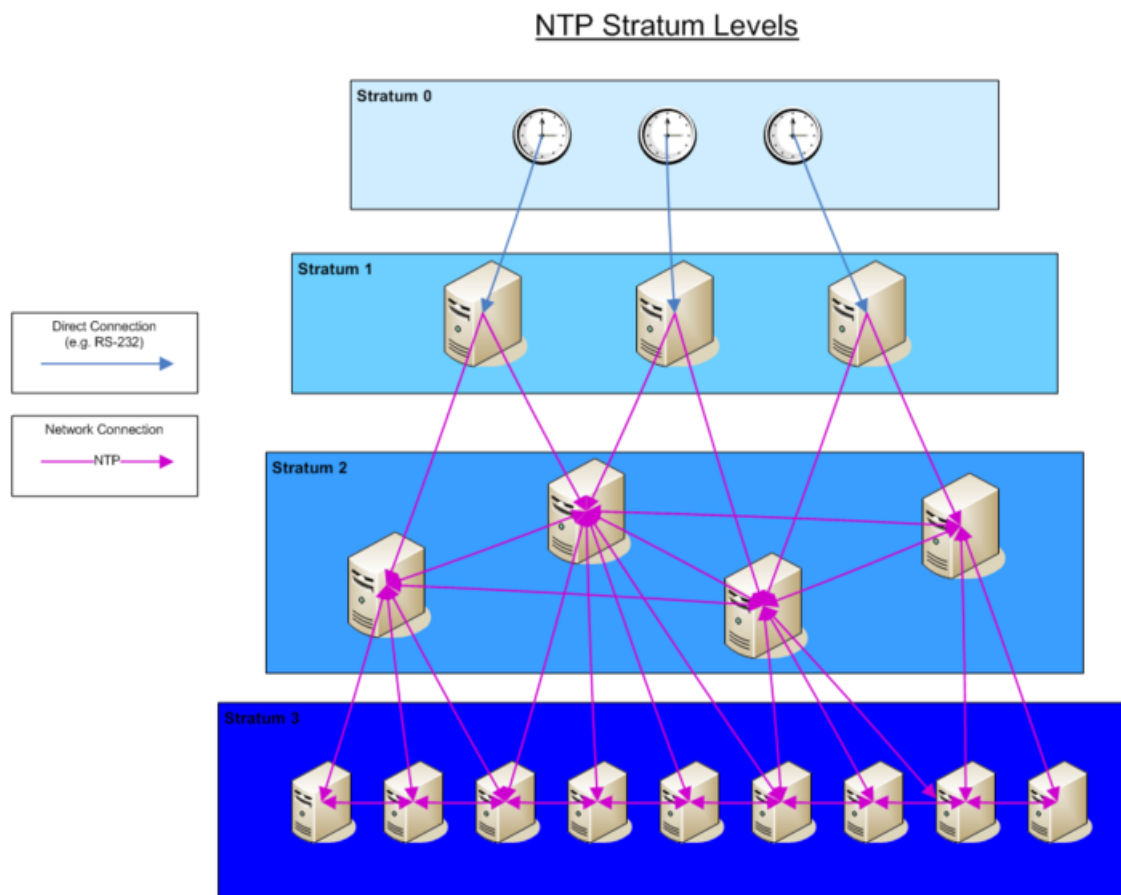 NTP Stratum Levels
Stratum 0
Stratum 1
Direct Connection
(e.g. RS-232)
Network Connection
NTP
Stratum 2
Stratum 3